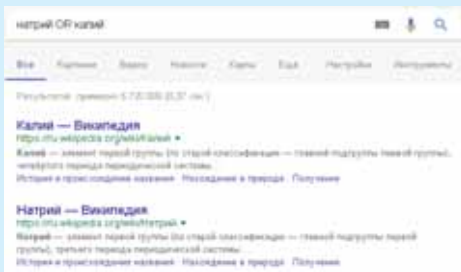 натрий OR калий
Все Картинки Видео Новости Карты Ещё Настройки Инструменты
Результатов: примерно
Калий — Википедия
https://ru.wikipedia.org/wiki/Калий
Калий — элемент первой группы (по старой классификации — главной подгруппы первой группы),
четвёртого периода периодической системы.
История и происхождение названия · Нахождение в природе · Получение
Натрий — Википедия
https://ru.wikipedia.org/wiki/Натрий
Натрий — элемент первой группы (по старой классификации — главной подгруппы первой
группы), третьего периода периодической системы.
История и происхождение названия · Нахождение в природе · Получение